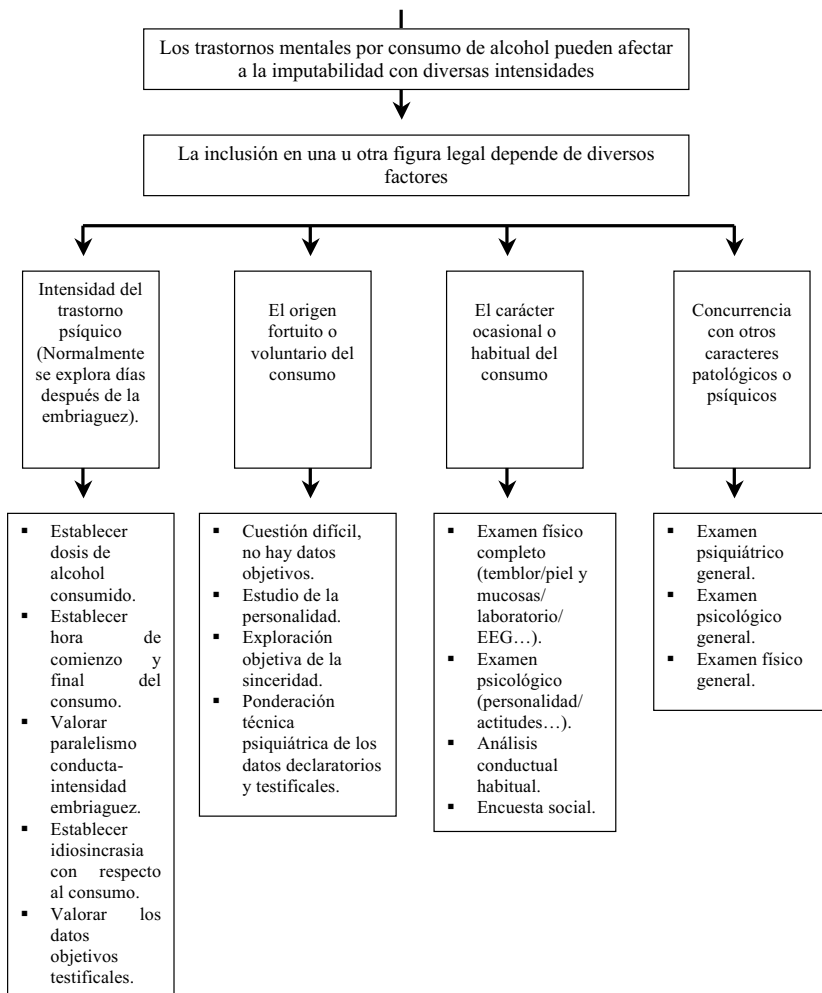 Los trastornos mentales por consumo de alcohol pueden afectar
a la imputabilidad con diversas intensidades
La inclusión en una u otra figura legal depende de diversos
factores
Intensidad del
trastorno
psíquico
(Normalmente
se explora días
después de la
embriaguez).
El origen
fortuito o
voluntario del
consumo
El carácter
ocasional o
habitual del
consumo
Concurrencia
con otros
caracteres
patológicos o
psíquicos
▪ Establecer
dosis de
alcohol
consumido.
▪ Establecer
hora de
comienzo y
final del
consumo.
▪ Valorar
paralelismo
conducta-
intensidad
embriaguez.
▪ Establecer
idiosincrasia
con respecto
al consumo.
▪ Valorar los
datos
objetivos
testificales.
▪ Cuestión difícil,
no hay datos
objetivos.
▪ Estudio de la
personalidad.
▪ Exploración
objetiva de la
sinceridad.
▪ Ponderación
técnica
psiquiátrica de los
datos declaratorios
y testificales.
▪ Examen físico
completo
(temblor/piel y
mucosas/
laboratorio/
EEG…).
▪ Examen
psicológico
(personalidad/
actitudes…).
▪ Análisis
conductual
habitual.
▪ Encuesta social.
▪ Examen
psiquiátrico
general.
▪ Examen
psicológico
general.
▪ Examen físico
general.